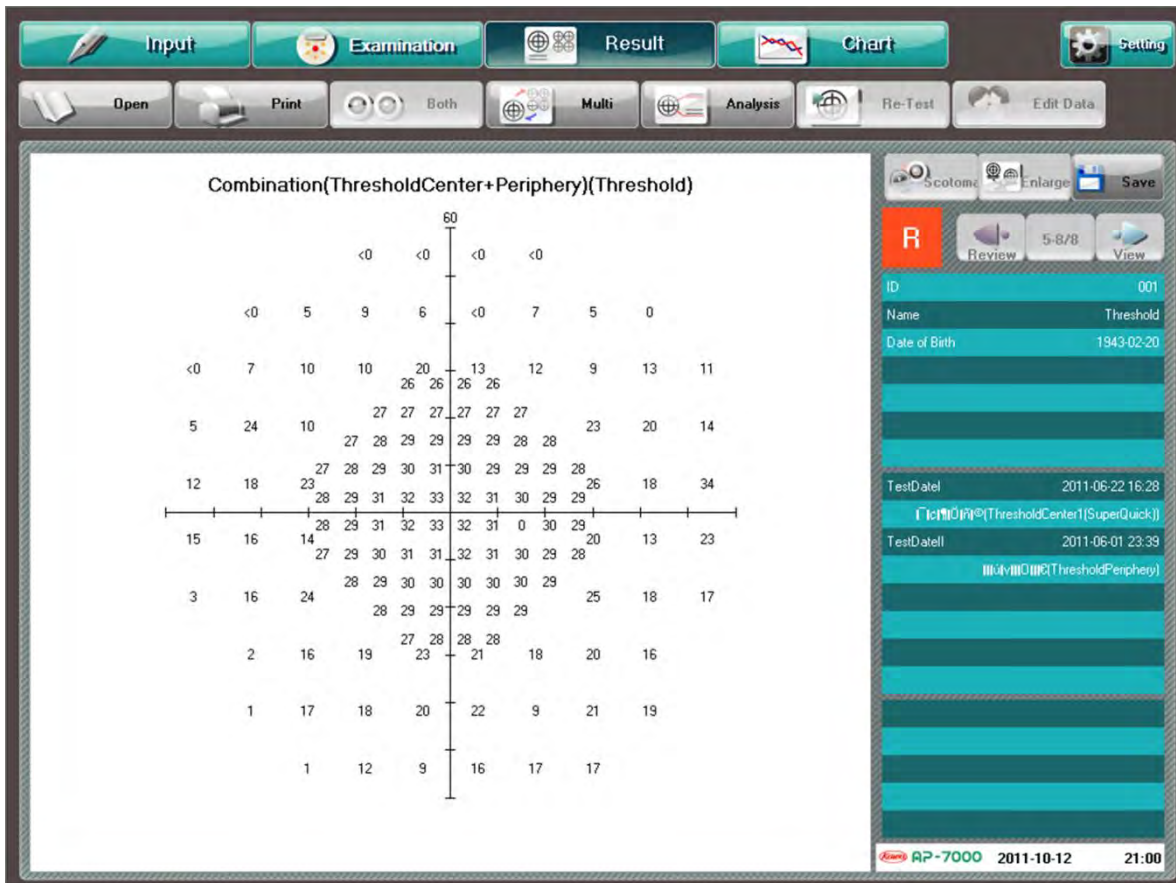 Input Examination Result Chart Setting
Open Print Both Multi Analysis Re-Test Edit Data
Combination(ThresholdCenter+Periphery)(Threshold)
60
<0 <0 <0 <0
<0 5 9 6 <0 7 5 0
<0 7 10 10 20 13 12 9 13 11
26 26 26 26
27 27 27 27 27 27
5 24 10 23 20 14
27 28 29 29 29 29 28 28
27 28 29 30 31 30 29 29 29 28
12 18 23 26 18 34
28 29 31 32 33 32 31 30 29 29
28 29 31 32 33 32 31 0 30 29
15 16 14 20 13 23
27 29 30 31 31 32 31 30 29 28
28 29 30 30 30 30 30 29
3 16 24 25 18 17
28 29 29 29 29 29
27 28 28 28
2 16 19 23 21 18 20 16
1 17 18 20 22 9 21 19
1 12 9 16 17 17
Scotoma Enlarge Save
R Review 5-8/8 View
ID 001
Name Threshold
Date of Birth 1943-02-20
TestDateI 2011-06-22 16:28
(ThresholdCenter1(SuperQuick))
TestDateII 2011-06-01 23:39
(ThresholdPeriphery)
Kowa AP-7000 2011-10-12 21:00